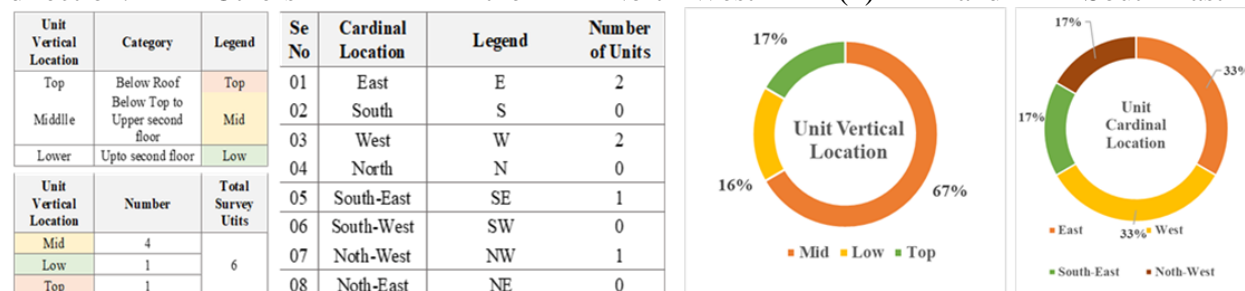 Unit Vertical Location Category Legend
Top Below Roof Top
Middlle Below Top to Upper second floor Mid
Lower Upto second floor Low
Unit Vertical Location Number Total Survey Utits
Mid 4 6
Low 1
Top 1
Se No Cardinal Location Legend Number of Units
01 East E 2
02 South S 0
03 West W 2
04 North N 0
05 South-East SE 1
06 South-West SW 0
07 Noth-West NW 1
08 Noth-East NE 0
17%
Unit Vertical
Location
16%
67%
Mid Low Top
17%
33%
Unit
Cardinal
Location
17%
33%
East West
South-East Noth-West